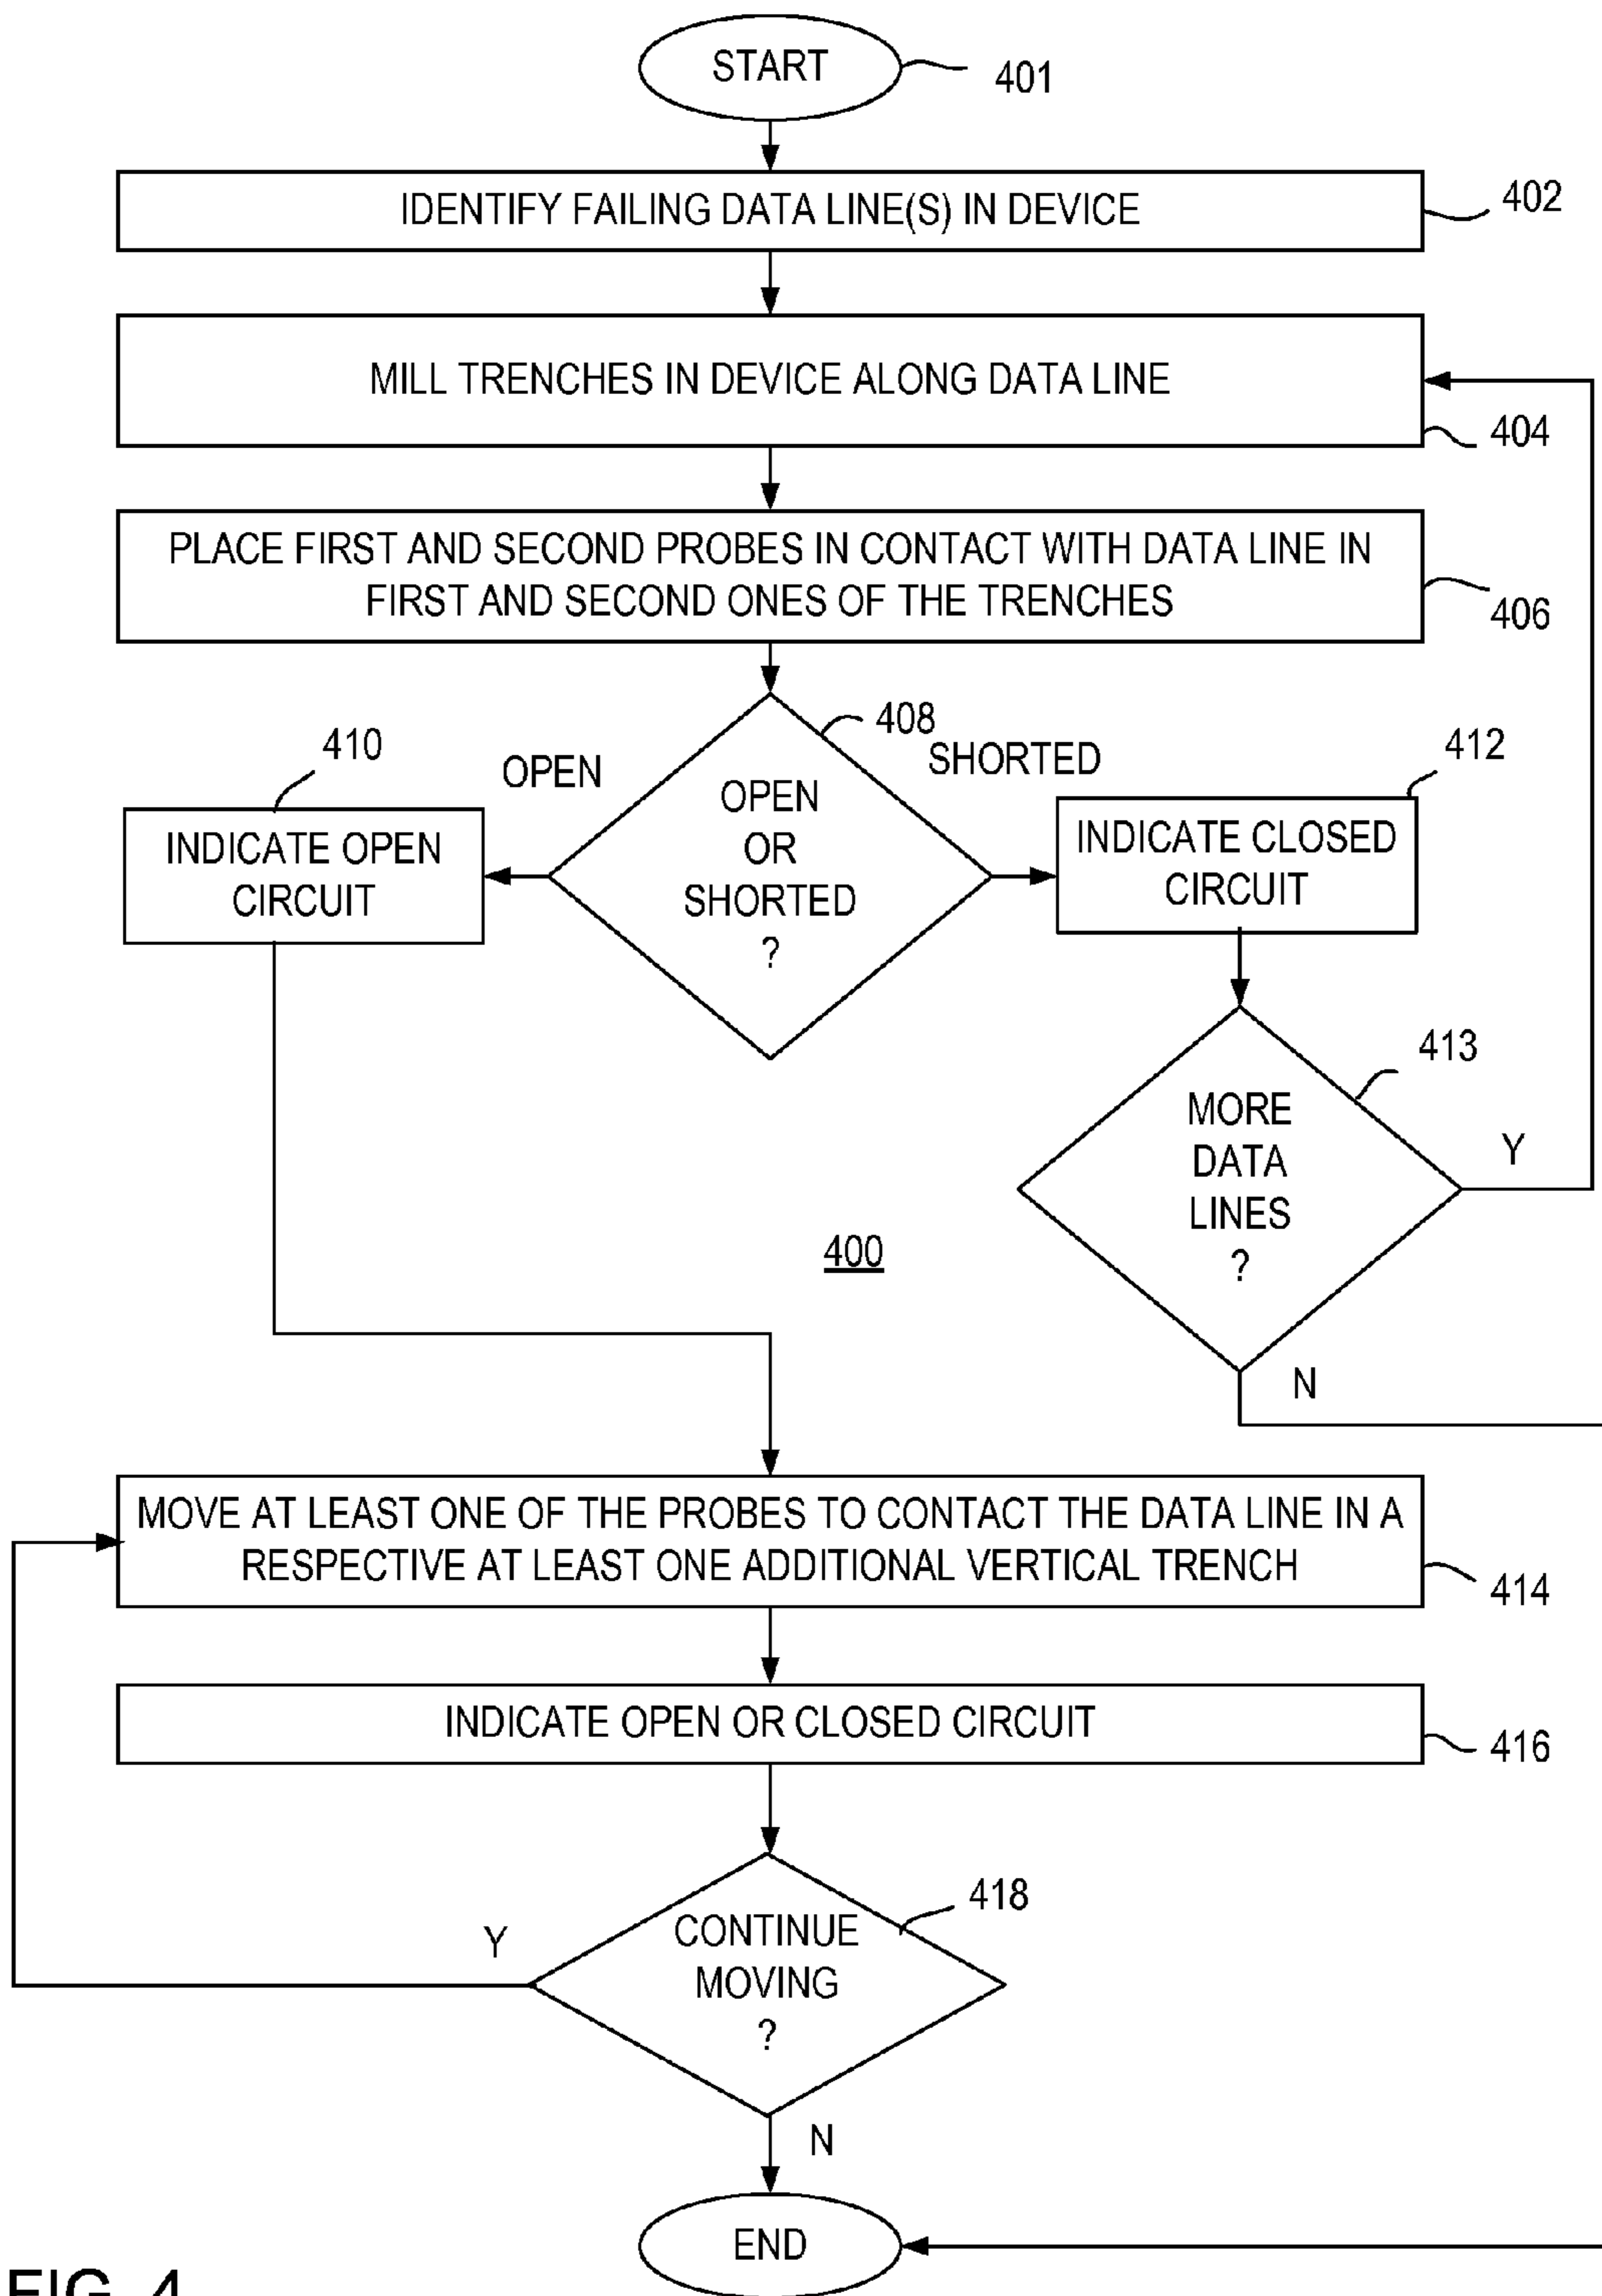 START
401
IDENTIFY FAILING DATA LINE(S) IN DEVICE
402
MILL TRENCHES IN DEVICE ALONG DATA LINE
404
PLACE FIRST AND SECOND PROBES IN CONTACT WITH DATA LINE IN
FIRST AND SECOND ONES OF THE TRENCHES
406
408
OPEN
OR
SHORTED
?
OPEN
SHORTED
410
INDICATE OPEN
CIRCUIT
412
INDICATE CLOSED
CIRCUIT
413
MORE
DATA
LINES
?
Y
N
400
MOVE AT LEAST ONE OF THE PROBES TO CONTACT THE DATA LINE IN A
RESPECTIVE AT LEAST ONE ADDITIONAL VERTICAL TRENCH
414
INDICATE OPEN OR CLOSED CIRCUIT
416
418
CONTINUE
MOVING
?
Y
N
END
FIG. 4